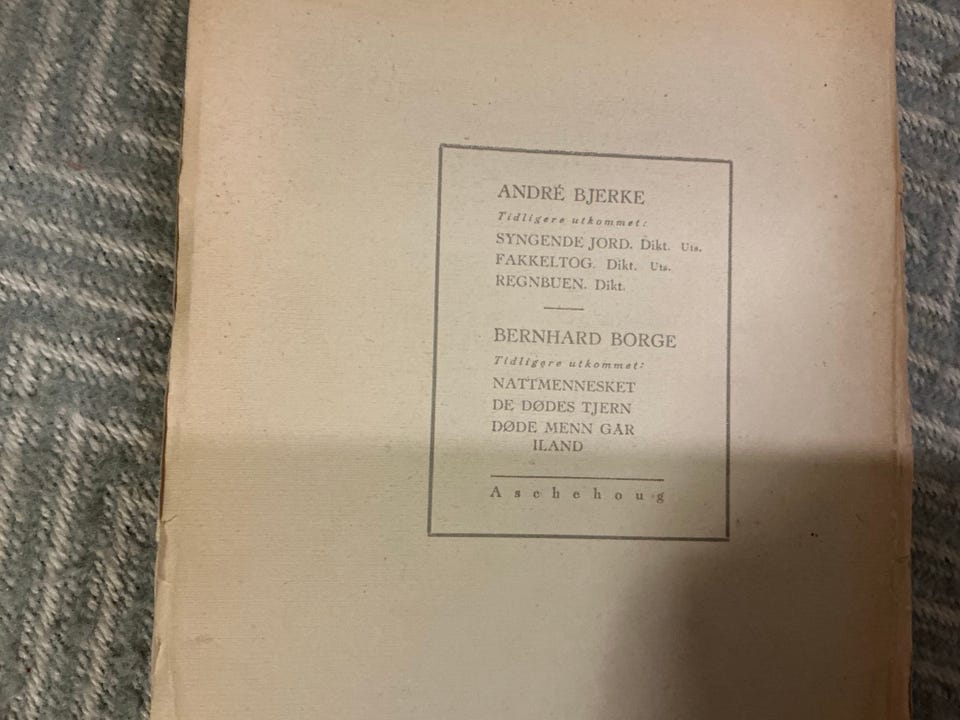 ANDRÉ BJERKE
Tidligere utkommet:
SYNGENDE JORD. Dikt. Uts.
FAKKELTOG. Dikt. Uts.
REGNBUEN. Dikt.
BERNHARD BORGE
Tidligere utkommet:
NATTMENNESKET
DE DØDES TJERN
DØDE MENN GÅR
ILAND
Aschehoug